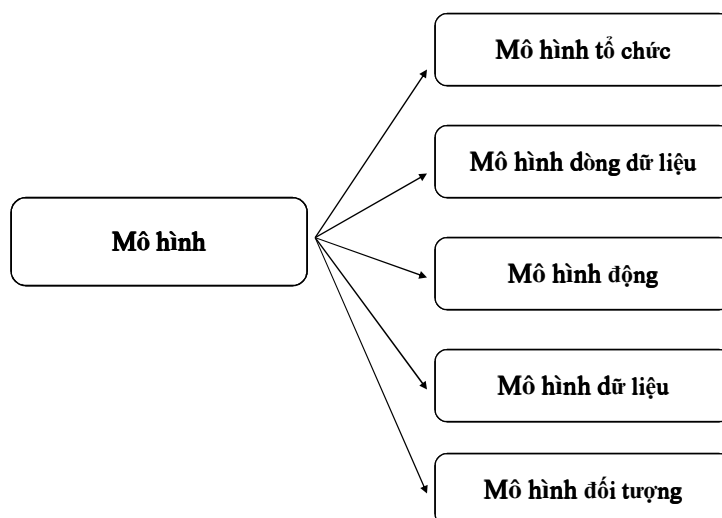 Mô hình tổ chức
Mô hình dòng dữ liệu
Mô hình
Mô hình động
Mô hình dữ liệu
Mô hình đối tượng